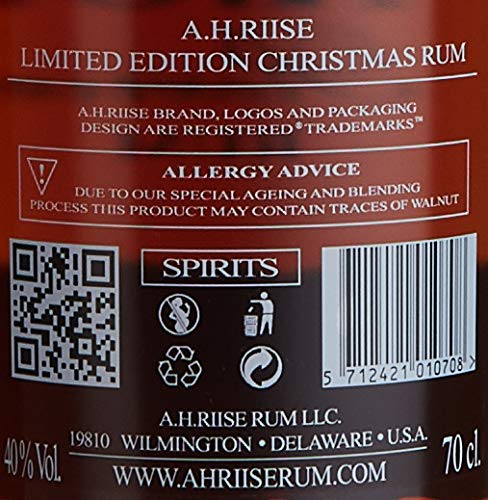 A.H.RIISE
LIMITED EDITION CHRISTMAS RUM
A.H.RIISE BRAND, LOGOS AND PACKAGING
DESIGN ARE REGISTERED ® TRADEMARKS™
!
ALLERGY ADVICE
DUE TO OUR SPECIAL AGEING AND BLENDING
PROCESS THIS PRODUCT MAY CONTAIN TRACES OF WALNUT
SPIRITS
5 712421 010708 >
A.H.RIISE RUM LLC.
19810 WILMINGTON • DELAWARE • U.S.A.
40% Vol.
70 cl.
WWW.AHRIISERUM.COM